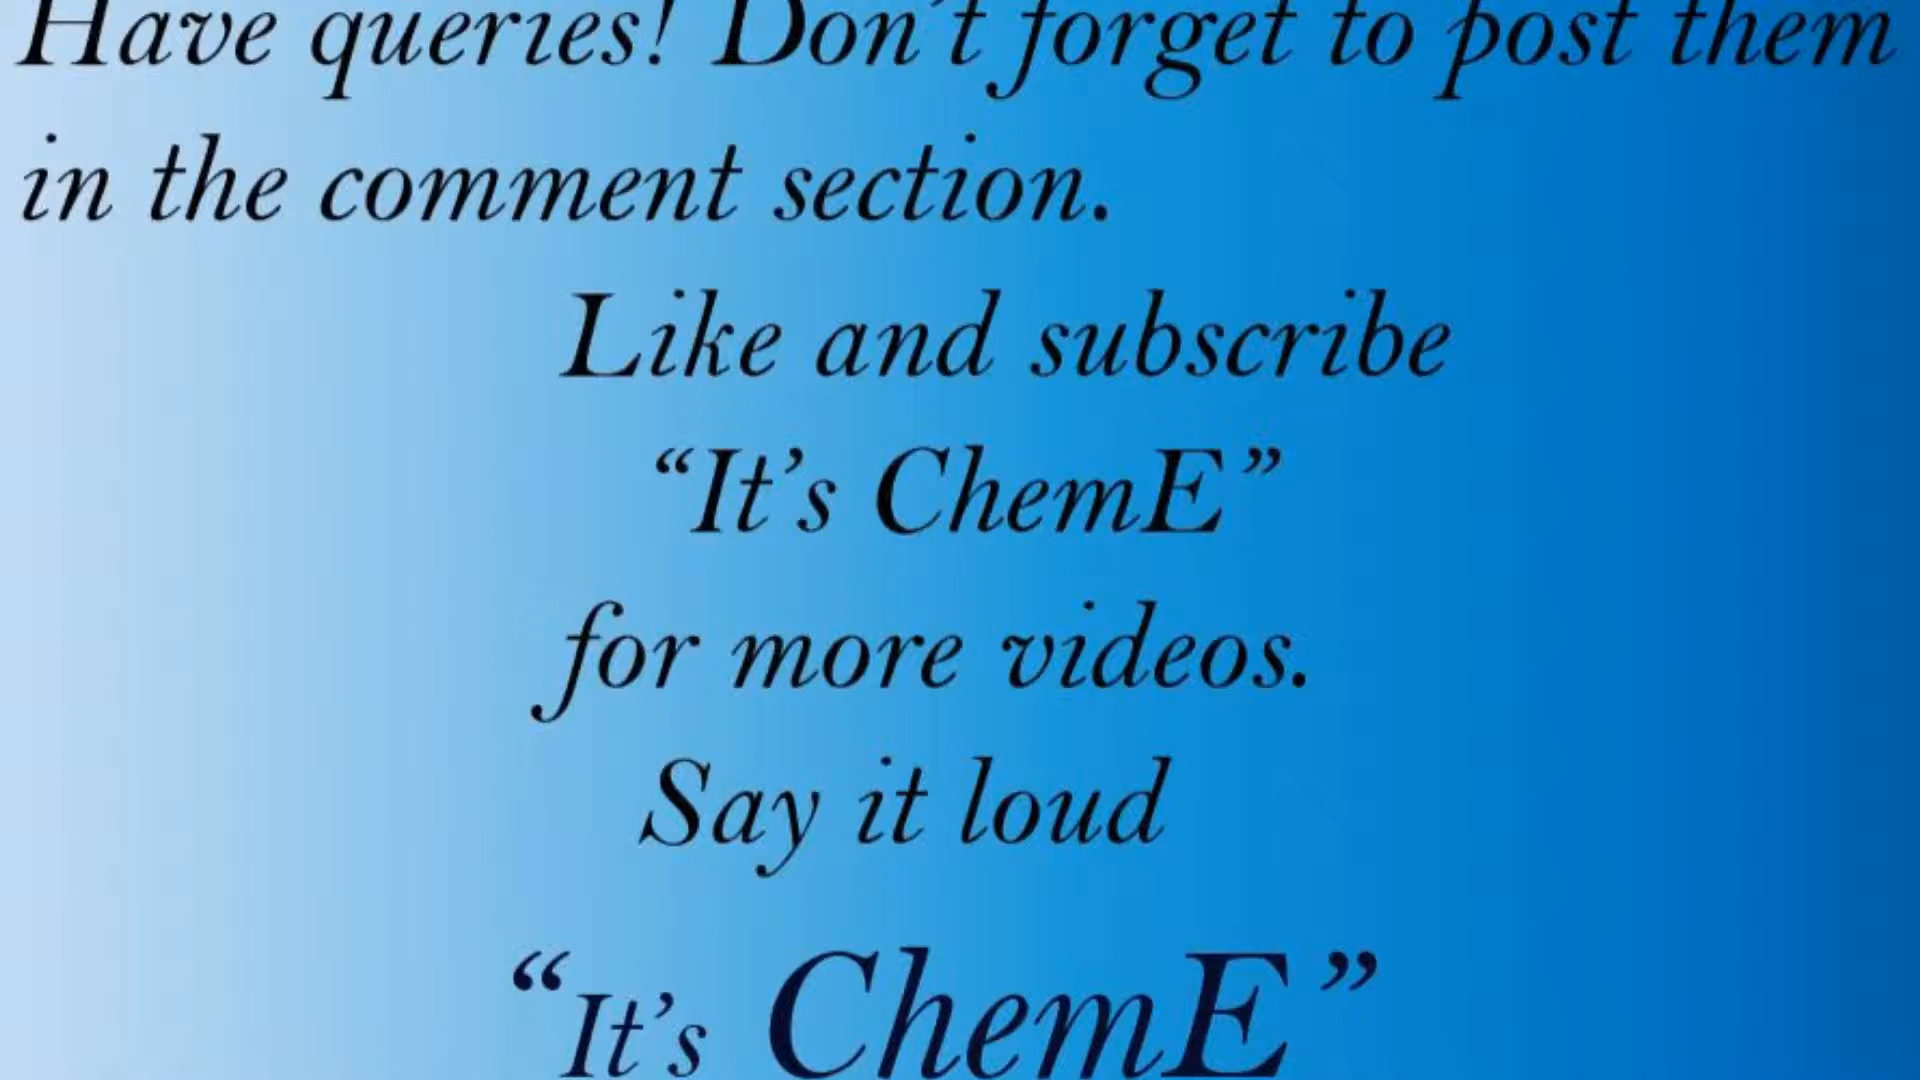 Have queries! Don't forget to post them
in the comment section.
Like and subscribe
“It’s ChemE”
for more videos.
Say it loud
“It’s ChemE”